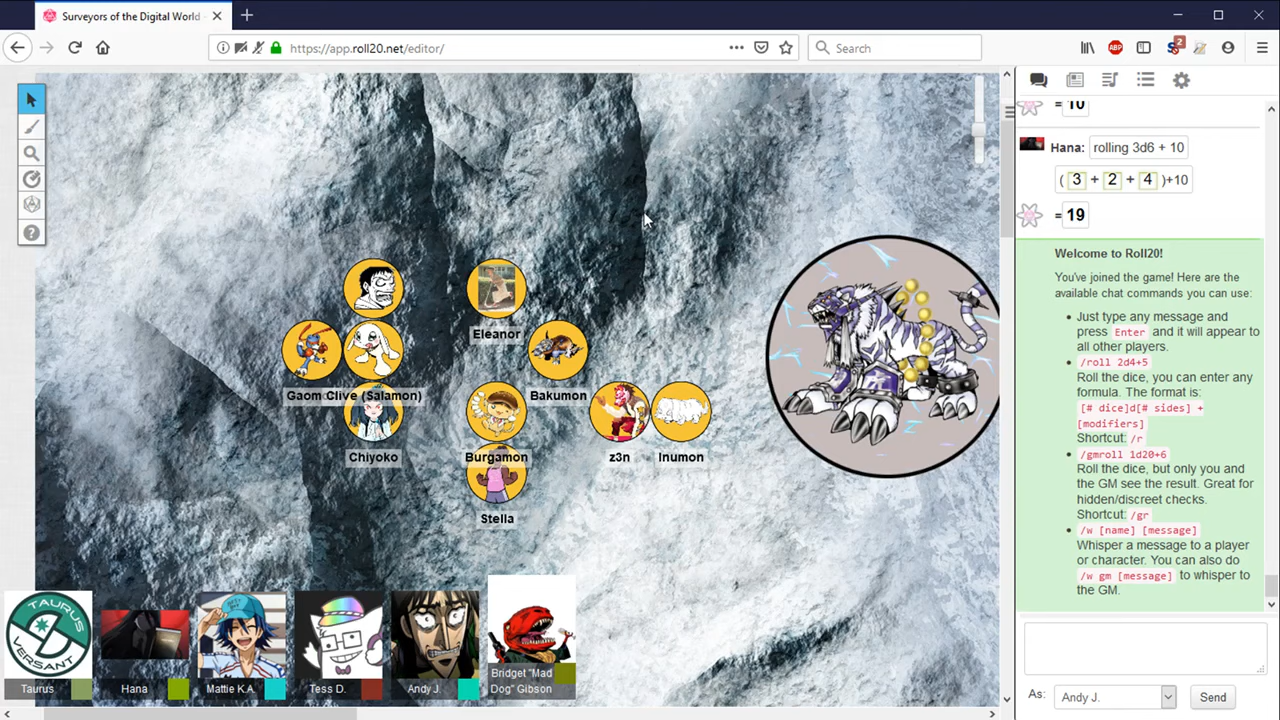 Surveyors of the Digital World
https://app.roll20.net/editor/
Search
2
ABP
= 10
Hana: rolling 3d6 + 10
( 3 + 2 + 4 )+10
= 19
Welcome to Roll20!
You've joined the game! Here are the
available chat commands you can use:
Just type any message and
press Enter and it will appear to
all other players.
/roll 2d4+5
Roll the dice, you can enter any
formula. The format is:
[# dice]d[# sides] +
[modifiers]
Shortcut: /r
/gmroll 1d20+6
Roll the dice, but only you and
the GM see the result. Great for
hidden/discreet checks.
Shortcut: /gr
/w [name] [message]
Whisper a message to a player
or character. You can also do
/w gm [message] to whisper to
the GM.
As: Andy J.
Send
Eleanor
Gaom Clive (Salamon)
Bakumon
Chiyoko
Burgamon
z3n
Inumon
Stella
TAURUS
VERSANT
Taurus
Hana
Mattie K.A.
Tess D.
Andy J.
Bridget "Mad
Dog" Gibson